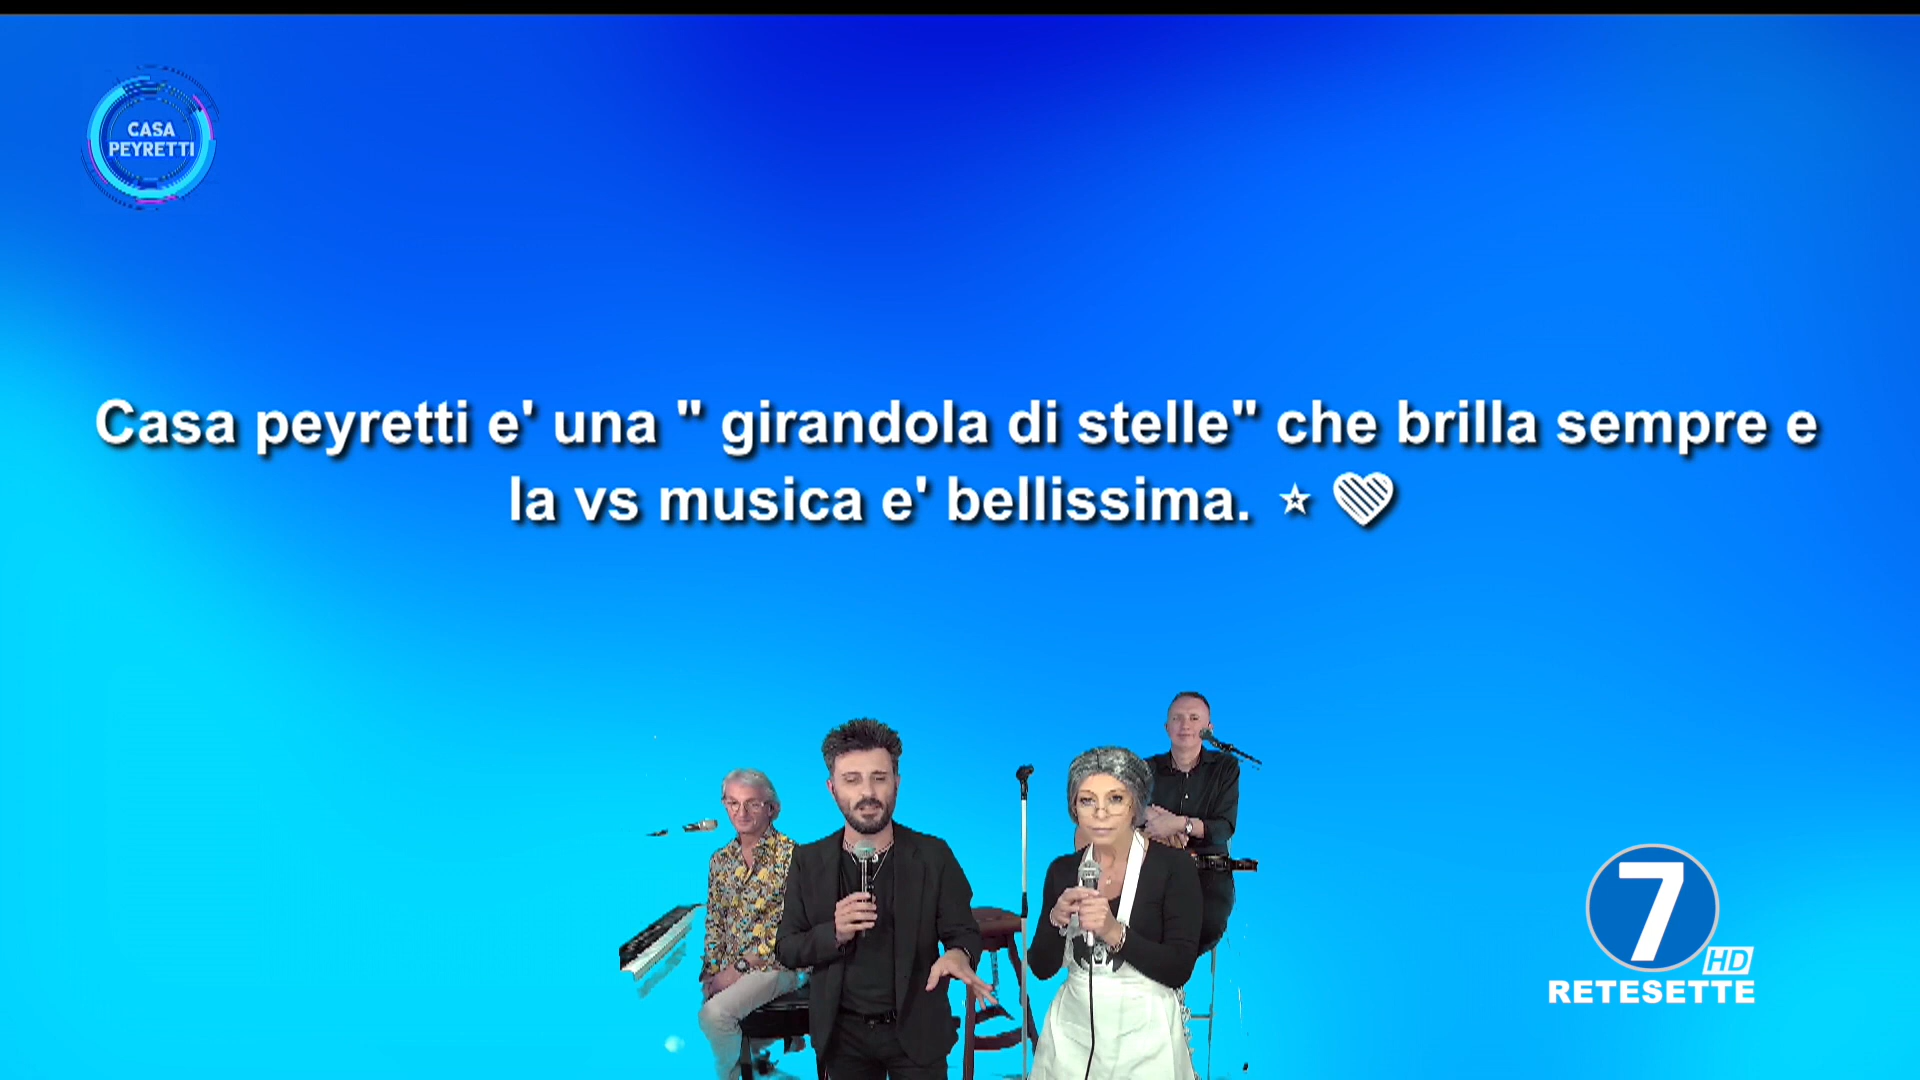 CASA
PEYRETTI
Casa peyretti e' una " girandola di stelle" che brilla sempre e
la vs musica e' bellissima. ⭐ 💛
7
HD
RETESETTE